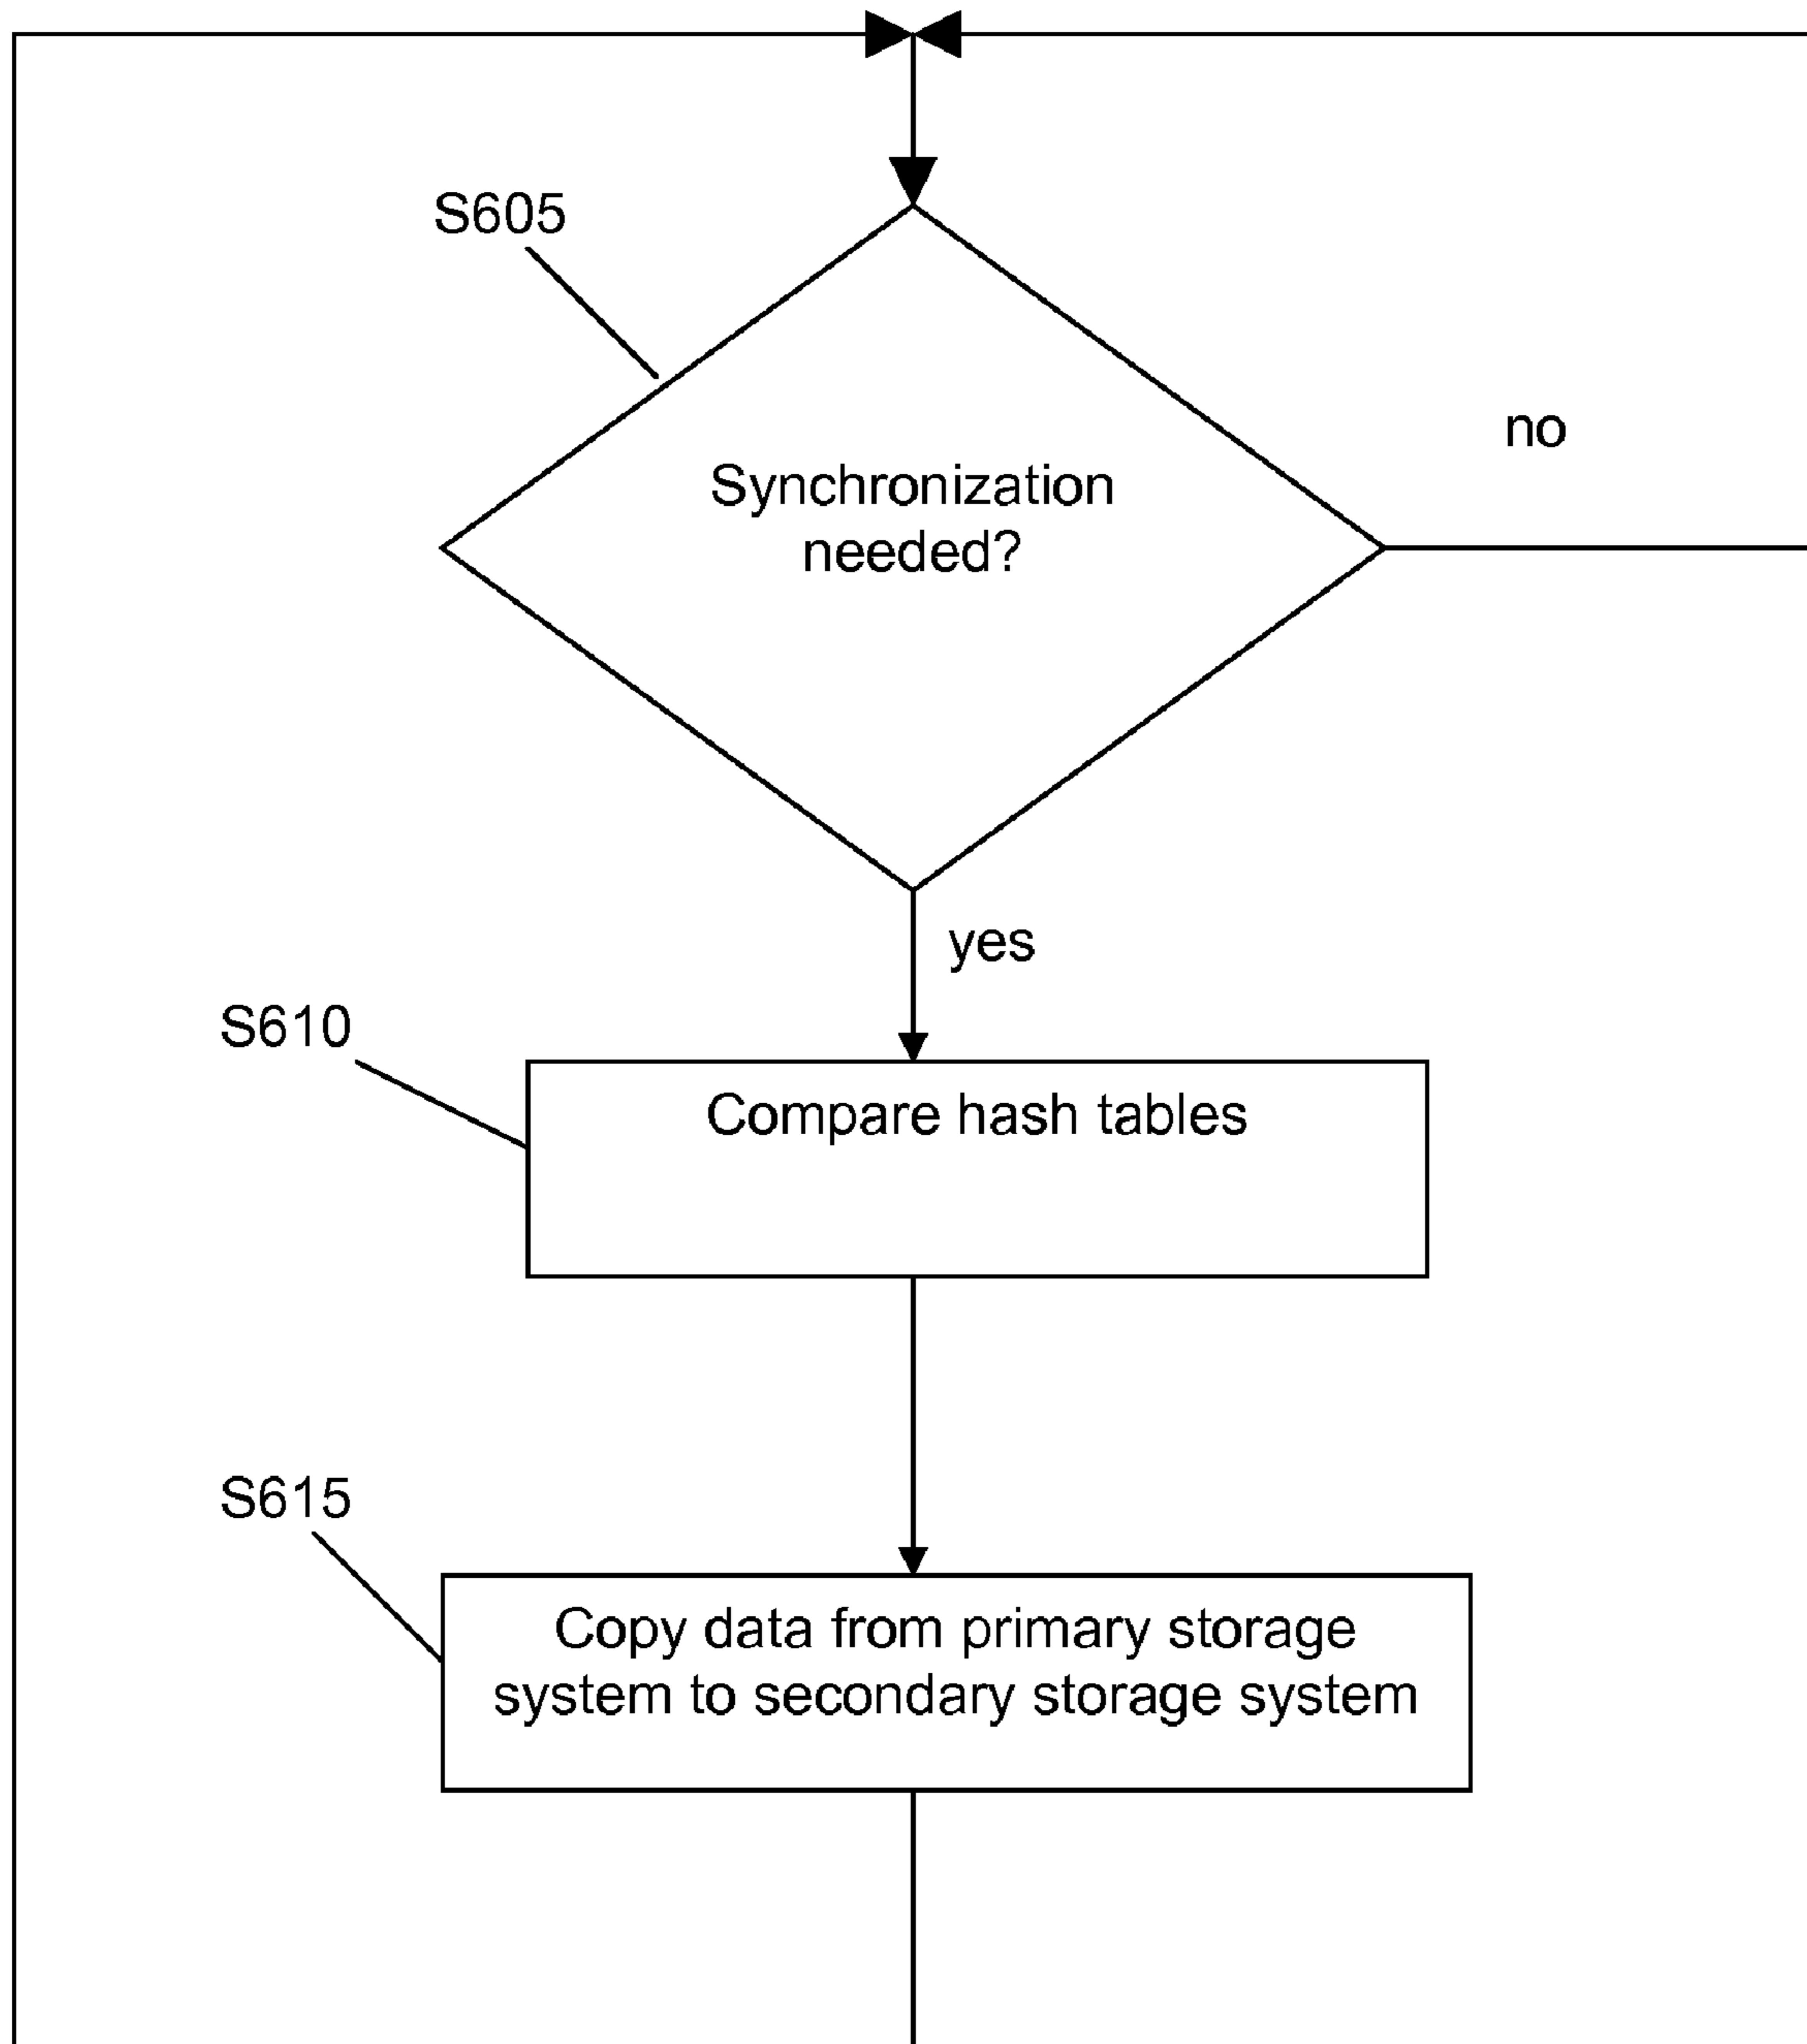 S605
no
Synchronization
needed?
yes
S610
Compare hash tables
S615
Copy data from primary storage
system to secondary storage system